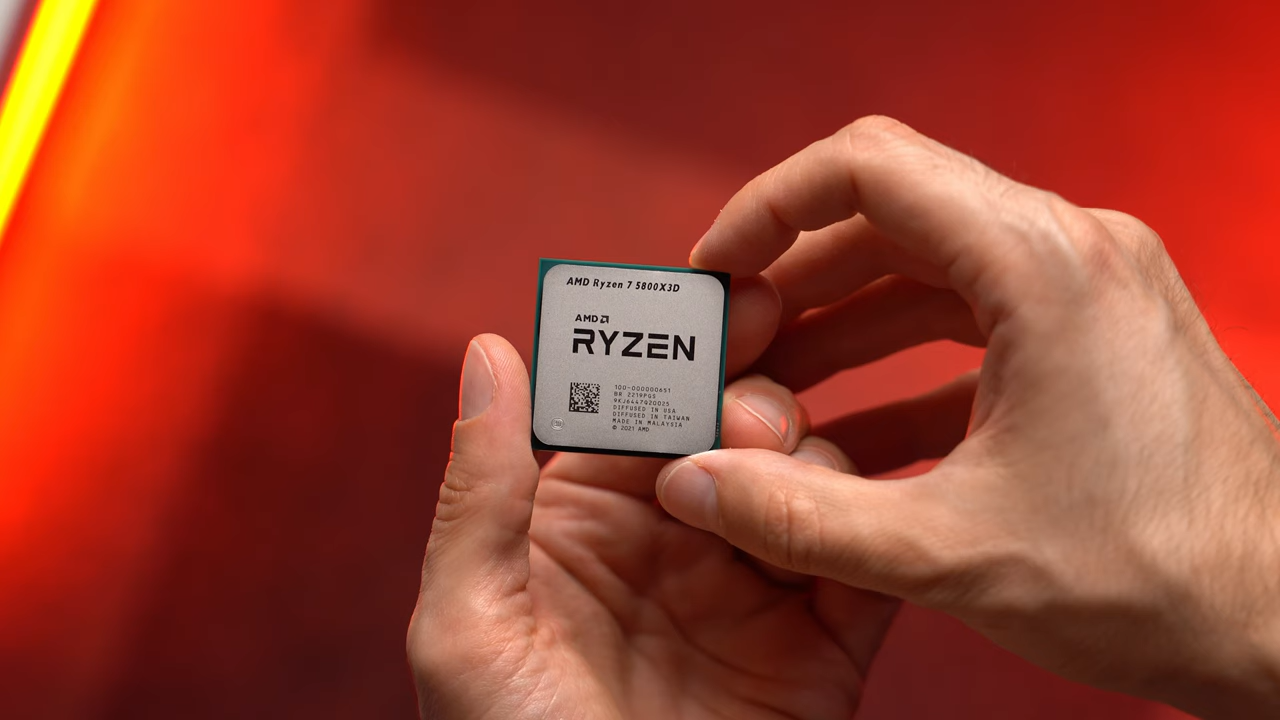 AMD Ryzen 7 5800X3D
AMD
RYZEN
100-000000651
BR 2219PGS
9KJ6447Q20025
DIFFUSED IN USA
DIFFUSED IN TAIWAN
MADE IN MALAYSIA
© 2021 AMD